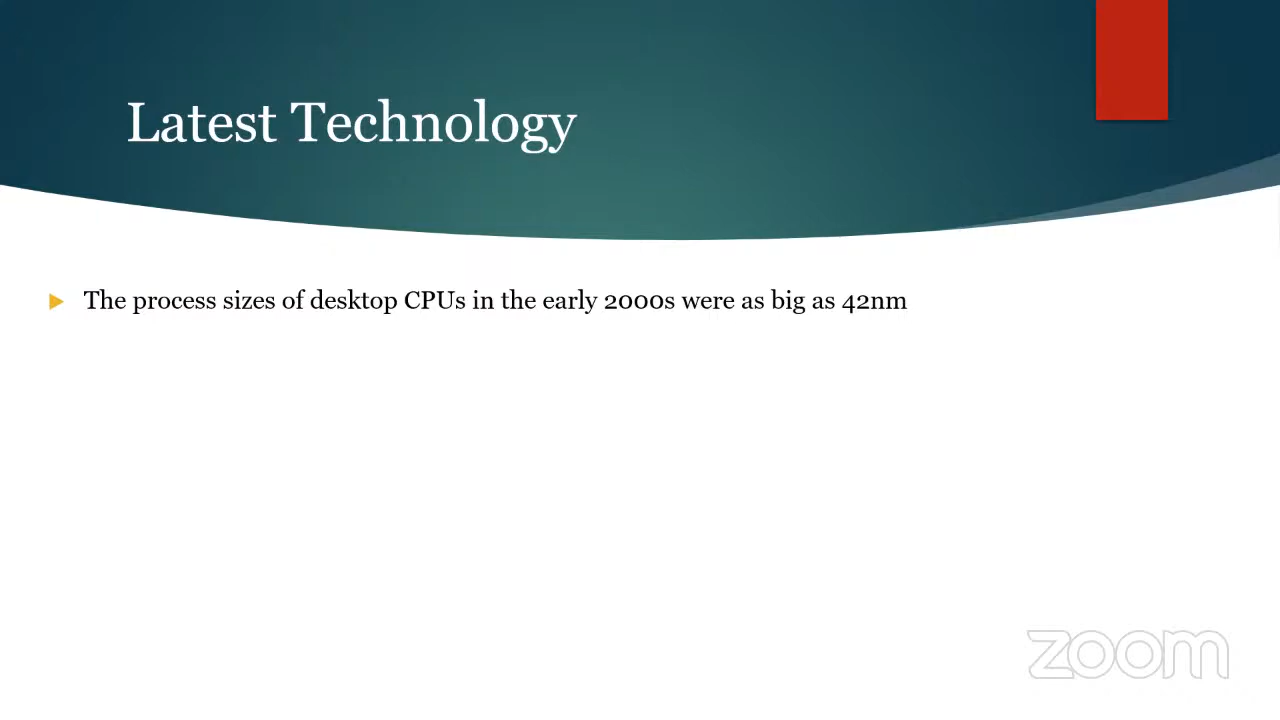 Latest Technology
The process sizes of desktop CPUs in the early 2000s were as big as 42nm
zoom